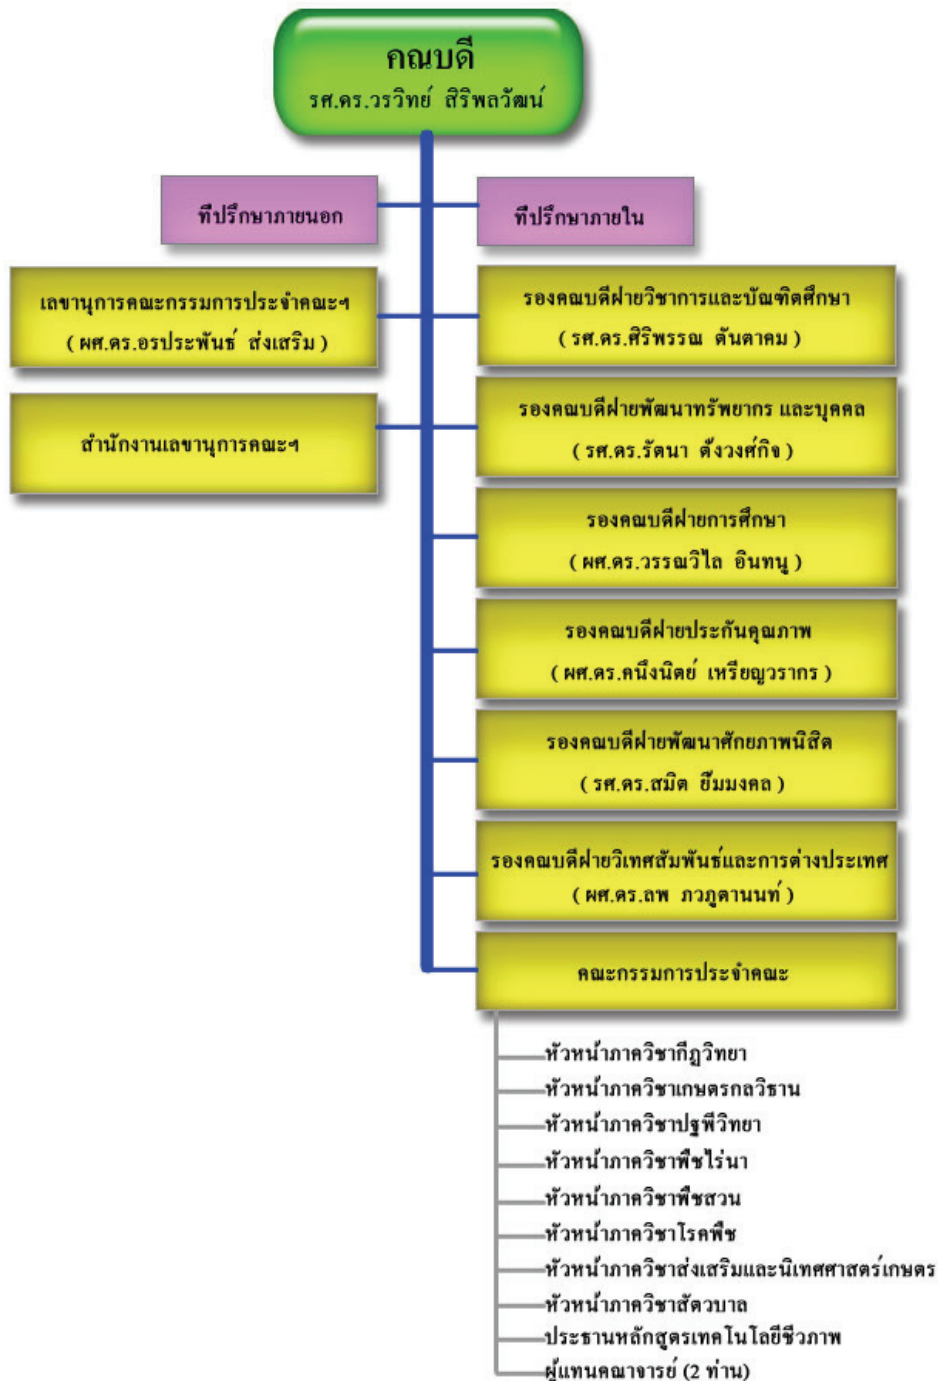 คณบดี
รศ.ดร.วรวิทย์ สิริพลวัฒน์
ที่ปรึกษาภายนอก
ที่ปรึกษาภายใน
เลขานุการคณะกรรมการประจำคณะฯ
( ผศ.ดร.อรประพันธ์ ส่งเสริม )
รองคณบดีฝ่ายวิชาการและบัณฑิตศึกษา
( รศ.ดร.ศิริพรรณ ตันตาคม )
สำนักงานเลขานุการคณะฯ
รองคณบดีฝ่ายพัฒนาทรัพยากร และบุคคล
( รศ.ดร.รัตนา ตั้งวงศ์กิจ )
รองคณบดีฝ่ายการศึกษา
( ผศ.ดร.วรรณวิไล อินทนู )
รองคณบดีฝ่ายประกันคุณภาพ
( ผศ.ดร.คนึงนิตย์ เหรียญวรากร )
รองคณบดีฝ่ายพัฒนาศักยภาพนิสิต
( รศ.ดร.สมิต ยิ้มมงคล )
รองคณบดีฝ่ายวิเทศสัมพันธ์และการต่างประเทศ
( ผศ.ดร.ลพ ภวภูตานนท์ )
คณะกรรมการประจำคณะ
หัวหน้าภาควิชากีฏวิทยา
หัวหน้าภาควิชาเกษตรกลวิธาน
หัวหน้าภาควิชาปฐพีวิทยา
หัวหน้าภาควิชาพืชไร่นา
หัวหน้าภาควิชาพืชสวน
หัวหน้าภาควิชาโรคพืช
หัวหน้าภาควิชาส่งเสริมและนิเทศศาสตร์เกษตร
หัวหน้าภาควิชาสัตวบาล
ประธานหลักสูตรเทคโนโลยีชีวภาพ
ผู้แทนคณาจารย์ (2 ท่าน)